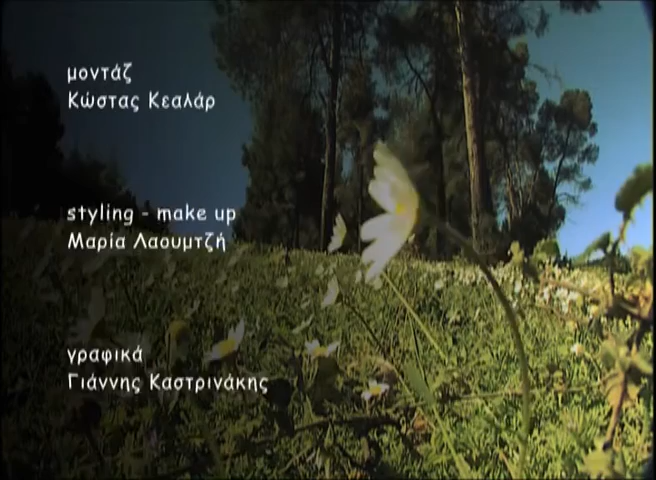 μοντάζ
Κώστας Κεαλάρ
styling - make up
Μαρία Λαουμτζή
γραφικά
Γιάννης Καστρινάκης